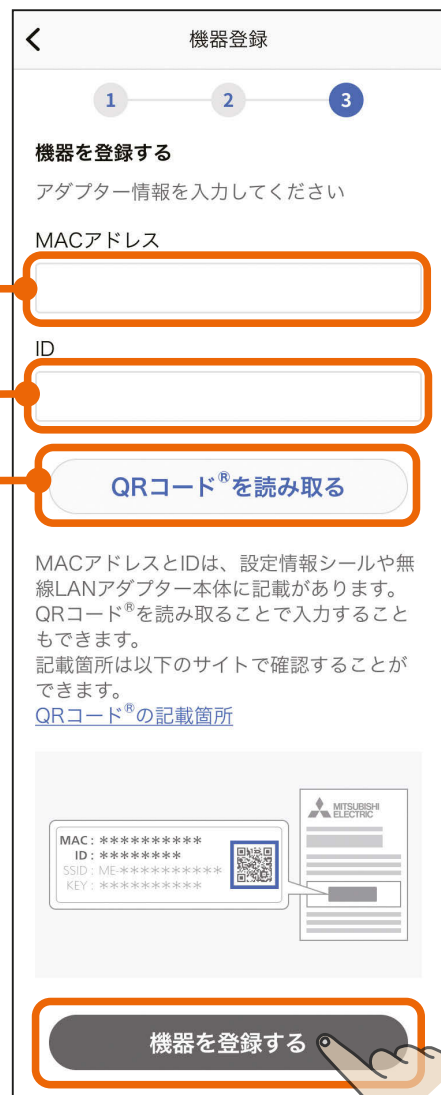 機器登録
1 2 3
機器を登録する
アダプター情報を入力してください
MACアドレス
ID
QRコード®を読み取る
MACアドレスとIDは、設定情報シールや無
線LANアダプター本体に記載があります。
QRコード®を読み取ることで入力すること
もできます。
記載箇所は以下のサイトで確認することが
できます。
QRコード®の記載箇所
MITSUBISHI
ELECTRIC
MAC : **********
ID : ********
SSID : ME-**********
KEY : **********
機器を登録する